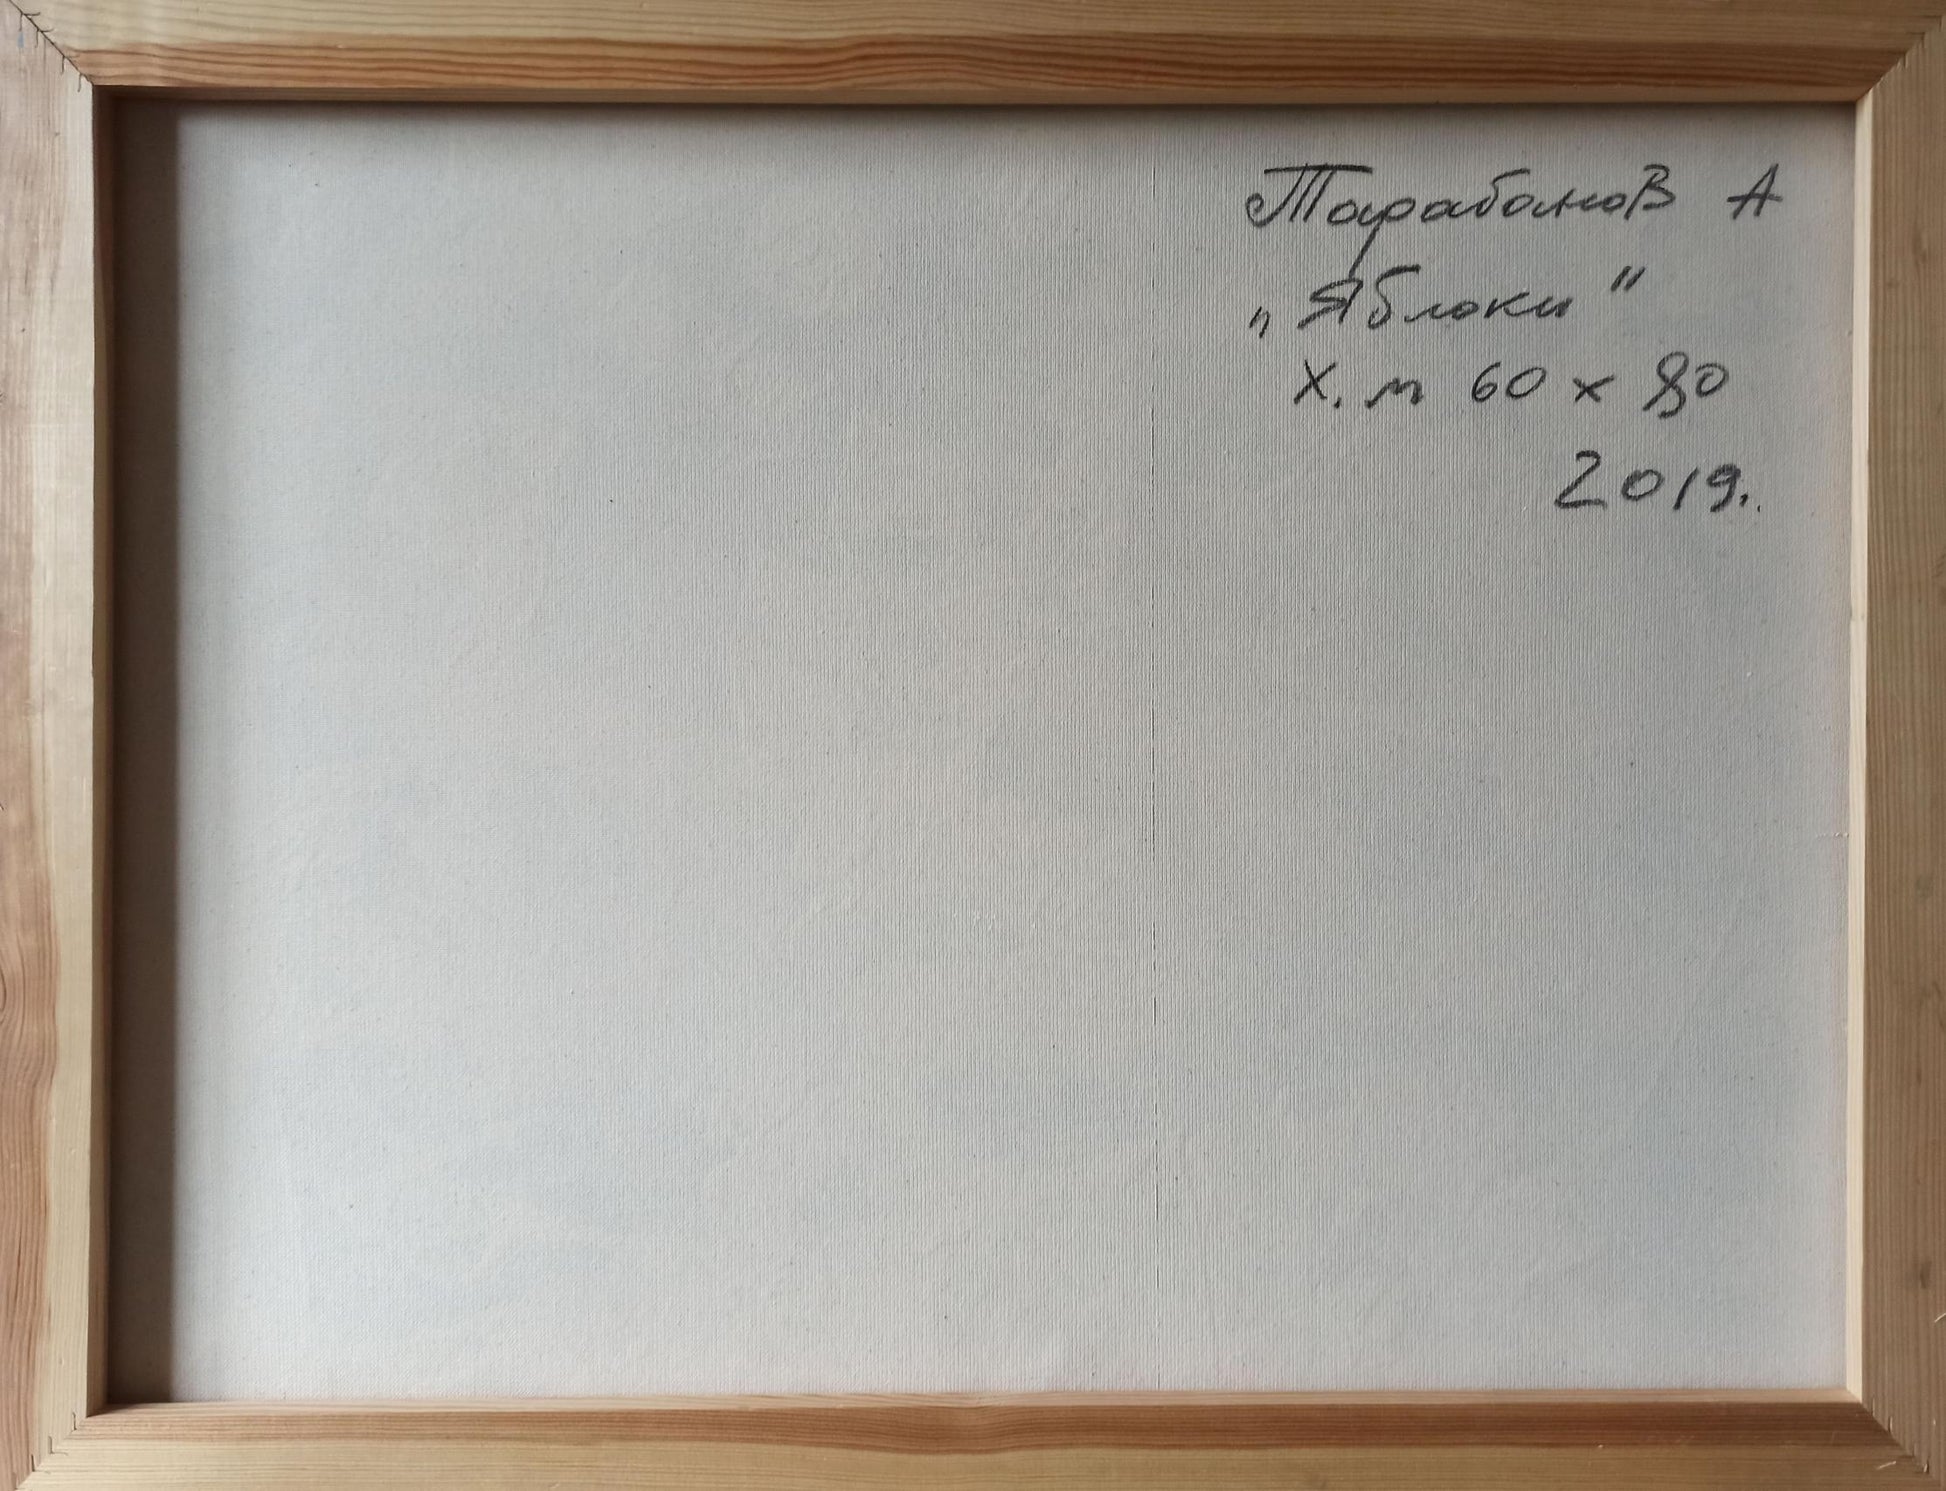 Тарабанов А
„Яблоки"
Х. м 60 х 80
2019.